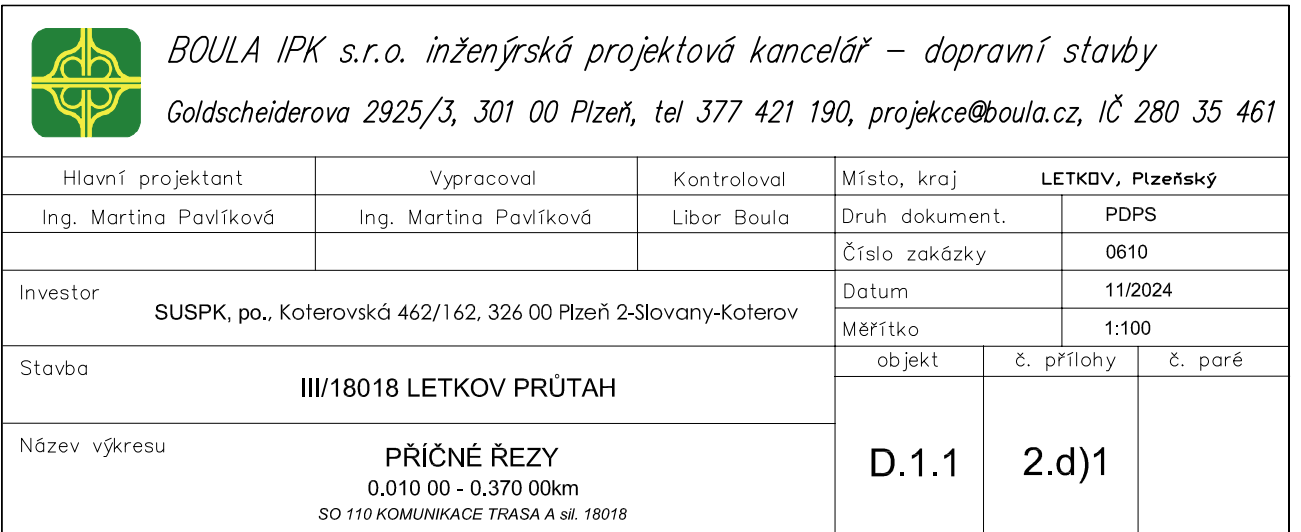 BOULA IPK s.r.o. inženýrská projektová kancelář – dopravní stavby
Goldscheiderova 2925/3, 301 00 Plzeň, tel 377 421 190, projekce@boula.cz, IČ 280 35 461
Hlavní projektant Vypracoval Kontroloval Místo, kraj LETKOV, Plzeňský
Ing. Martina Pavlíková Ing. Martina Pavlíková Libor Boula Druh dokument. PDPS
Číslo zakázky 0610
Investor
SUSPK, po., Koterovská 462/162, 326 00 Plzeň 2-Slovany-Koterov
Datum 11/2024
Měřítko 1:100
Stavba
III/18018 LETKOV PRŮTAH
objekt č. přílohy č. paré
Název výkresu
PŘÍČNÉ ŘEZY
0.010 00 - 0.370 00km
SO 110 KOMUNIKACE TRASA A sil. 18018
D.1.1 2.d)1